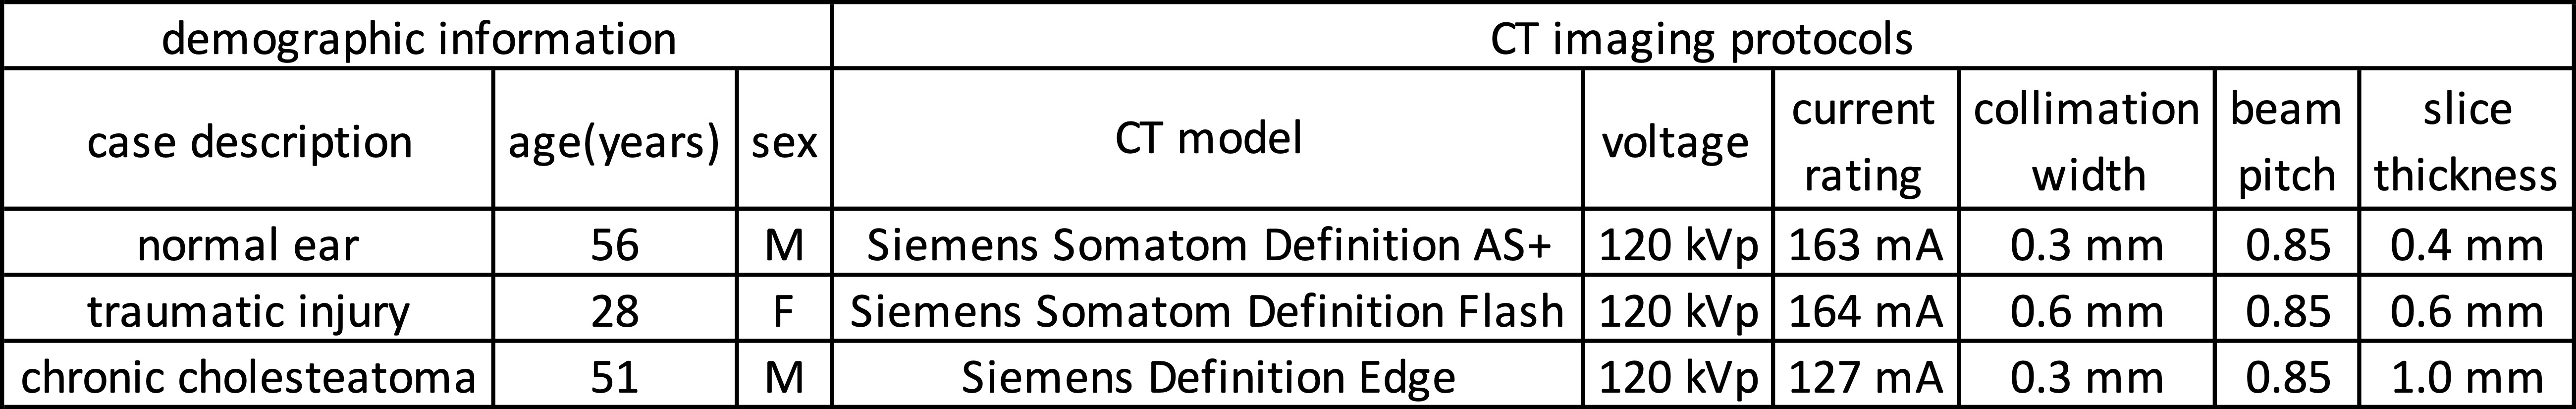 demographic information CT imaging protocols
case description age(years) sex CT model voltage current rating collimation width beam pitch slice thickness
normal ear 56 M Siemens Somatom Definition AS+ 120 kVp 163 mA 0.3 mm 0.85 0.4 mm
traumatic injury 28 F Siemens Somatom Definition Flash 120 kVp 164 mA 0.6 mm 0.85 0.6 mm
chronic cholesteatoma 51 M Siemens Definition Edge 120 kVp 127 mA 0.3 mm 0.85 1.0 mm